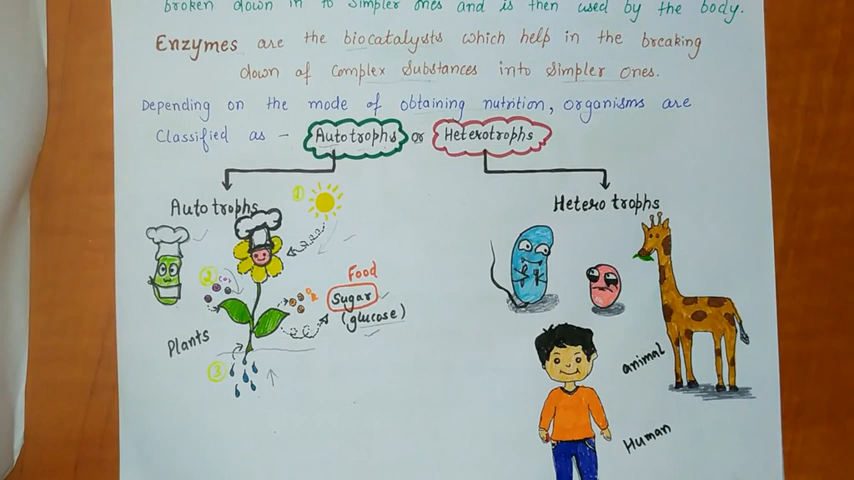 broken down in to simpler ones and is then used by the body.
Enzymes are the biocatalysts which help in the breaking
down of Complex Substances into Simpler Ones.
Depending on the mode of obtaining nutrition, organisms are
Classified as - Autotrophs or Heterotrophs
Autotrophs
Heterotrophs
1
Food
2 CO2
O2
Sugar
(glucose)
Plants
3
animal
Human